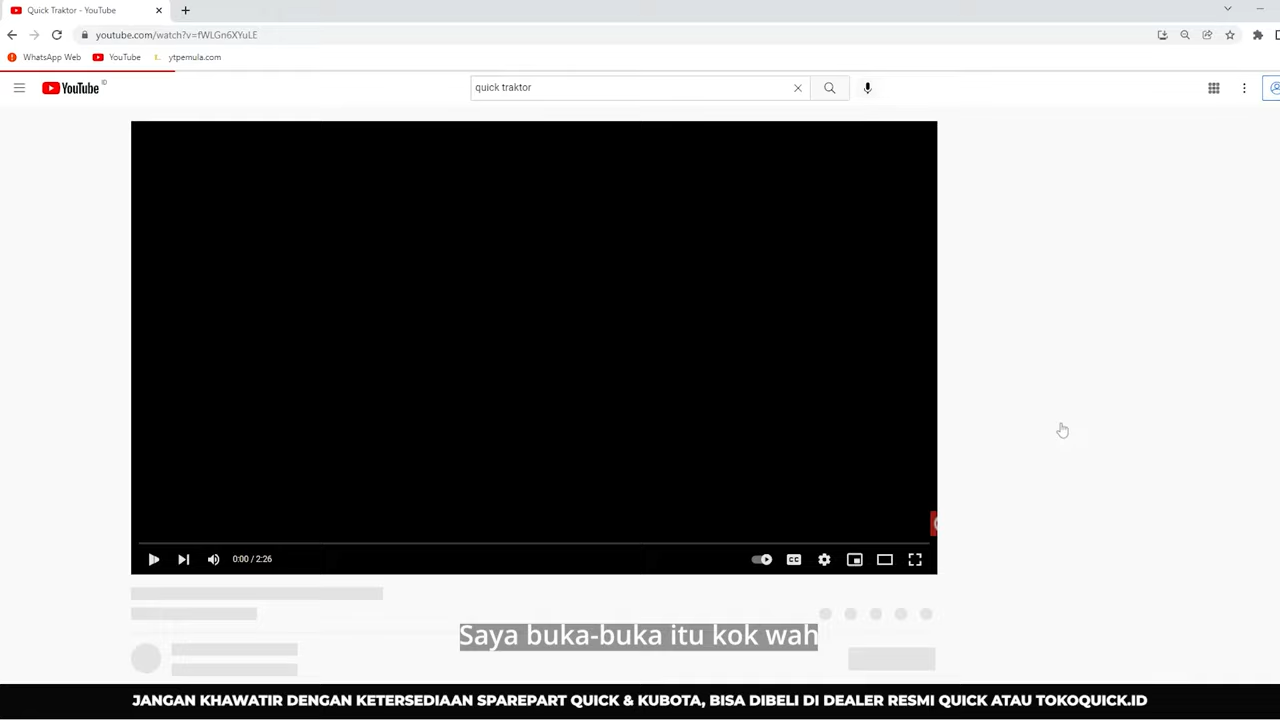 Quick Traktor - YouTube
youtube.com/watch?v=fWLGn6XYuLE
WhatsApp Web
YouTube
ytpemula.com
YouTube ID
quick traktor
0:00 / 2:26
CC
Saya buka-buka itu kok wah
JANGAN KHAWATIR DENGAN KETERSEDIAAN SPAREPART QUICK & KUBOTA, BISA DIBELI DI DEALER RESMI QUICK ATAU TOKOQUICK.ID